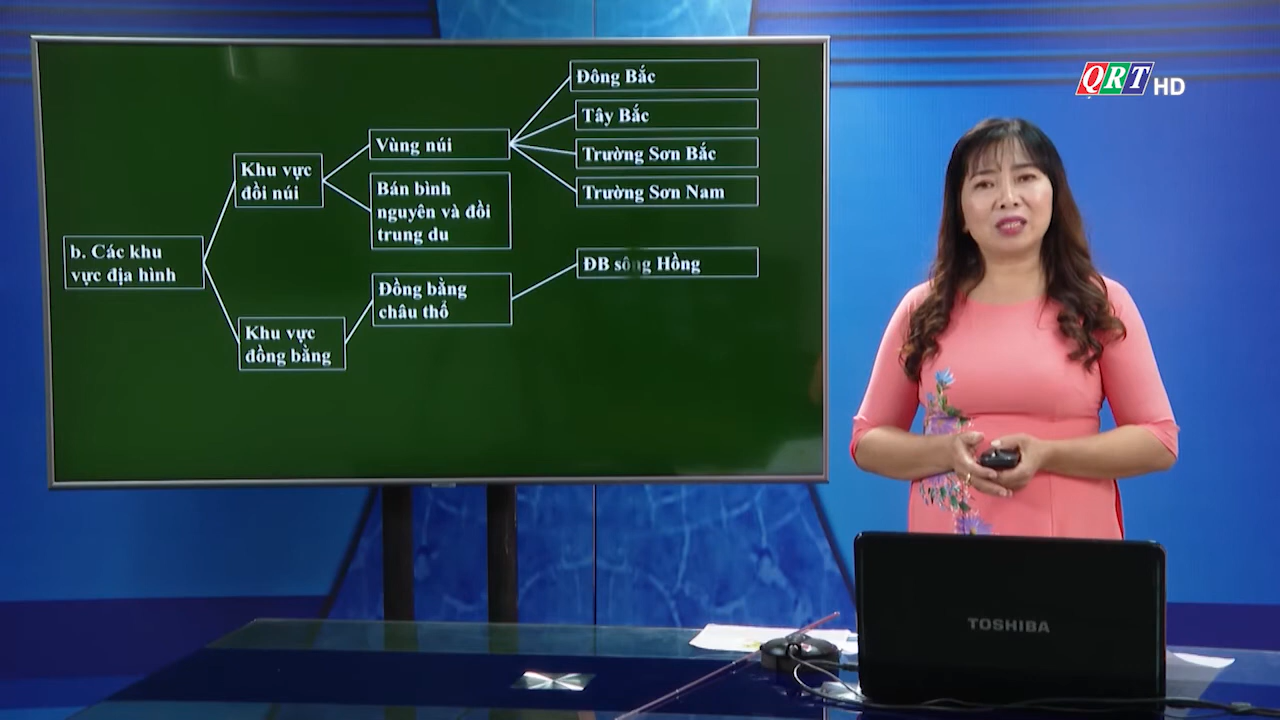 QRT HD
b. Các khu
vực địa hình
Khu vực
đồi núi
Vùng núi
Đông Bắc
Tây Bắc
Trường Sơn Bắc
Trường Sơn Nam
Bán bình
nguyên và đồi
trung du
Khu vực
đồng bằng
Đồng bằng
châu thổ
ĐB sông Hồng
TOSHIBA